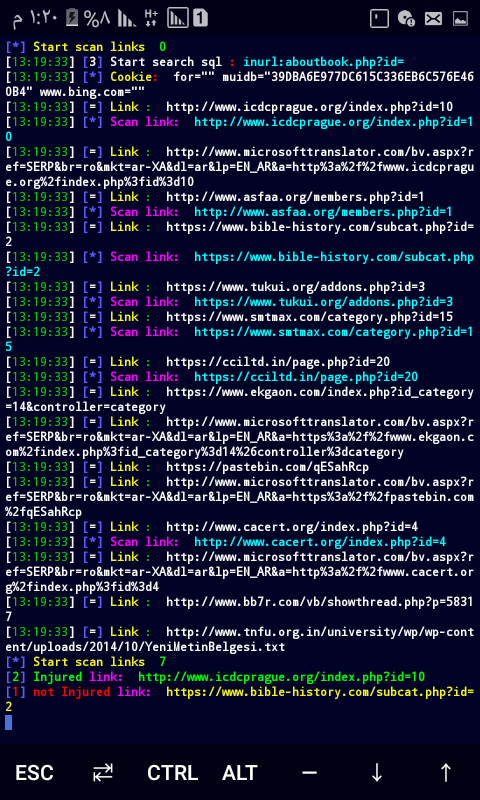 م ١:٢٠ %٨ H+ 1
[*] Start scan links 0
[13:19:33] [3] Start search sql : inurl:aboutbook.php?id=
[13:19:33] [*] Cookie: for="" muidb="39DBA6E977DC615C336EB6C576E46
0B4" www.bing.com=""
[13:19:33] [=] Link : http://www.icdcprague.org/index.php?id=10
[13:19:33] [*] Scan link: http://www.icdcprague.org/index.php?id=1
0
[13:19:33] [=] Link : http://www.microsofttranslator.com/bv.aspx?r
ef=SERP&br=ro&mkt=ar-XA&dl=ar&lp=EN_AR&a=http%3a%2f%2fwww.icdcpragu
e.org%2findex.php%3fid%3d10
[13:19:33] [=] Link : http://www.asfaa.org/members.php?id=1
[13:19:33] [*] Scan link: http://www.asfaa.org/members.php?id=1
[13:19:33] [=] Link : https://www.bible-history.com/subcat.php?id=
2
[13:19:33] [*] Scan link: https://www.bible-history.com/subcat.php
?id=2
[13:19:33] [=] Link : https://www.tukui.org/addons.php?id=3
[13:19:33] [*] Scan link: https://www.tukui.org/addons.php?id=3
[13:19:33] [=] Link : https://www.smtmax.com/category.php?id=15
[13:19:33] [*] Scan link: https://www.smtmax.com/category.php?id=1
5
[13:19:33] [=] Link : https://cciltd.in/page.php?id=20
[13:19:33] [*] Scan link: https://cciltd.in/page.php?id=20
[13:19:33] [=] Link : https://www.ekgaon.com/index.php?id_category
=14&controller=category
[13:19:33] [=] Link : http://www.microsofttranslator.com/bv.aspx?r
ef=SERP&br=ro&mkt=ar-XA&dl=ar&lp=EN_AR&a=https%3a%2f%2fwww.ekgaon.c
om%2findex.php%3fid_category%3d14%26controller%3dcategory
[13:19:33] [=] Link : https://pastebin.com/qESahRcp
[13:19:33] [=] Link : http://www.microsofttranslator.com/bv.aspx?r
ef=SERP&br=ro&mkt=ar-XA&dl=ar&lp=EN_AR&a=https%3a%2f%2fpastebin.com
%2fqESahRcp
[13:19:33] [=] Link : http://www.cacert.org/index.php?id=4
[13:19:33] [*] Scan link: http://www.cacert.org/index.php?id=4
[13:19:33] [=] Link : http://www.microsofttranslator.com/bv.aspx?r
ef=SERP&br=ro&mkt=ar-XA&dl=ar&lp=EN_AR&a=http%3a%2f%2fwww.cacert.or
g%2findex.php%3fid%3d4
[13:19:33] [=] Link : http://www.bb7r.com/vb/showthread.php?p=5831
7
[13:19:33] [=] Link : http://www.tnfu.org.in/university/wp/wp-cont
ent/uploads/2014/10/YeniMetinBelgesi.txt
[*] Start scan links 7
[2] Injured link: http://www.icdcprague.org/index.php?id=10
[1] not Injured link: https://www.bible-history.com/subcat.php?id=
2
ESC ⇄ CTRL ALT – ↓ ↑